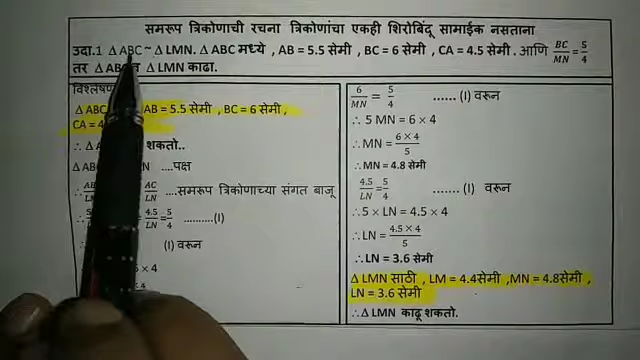 समरूप त्रिकोणाची रचना त्रिकोणांचा एकही शिरोबिंदू सामाईक नसताना
उदा.1 Δ ABC ~ Δ LMN. Δ ABC मध्ये , AB = 5.5 सेमी , BC = 6 सेमी , CA = 4.5 सेमी . आणि BC/MN = 5/4
तर Δ AB Δ LMN काढा.
विश्लेषण
Δ ABC AB = 5.5 सेमी , BC = 6 सेमी ,
CA = 4
∴ Δ A शकतो..
Δ ABC N ....पक्ष
∴ AB/ AC/LN ....समरूप त्रिकोणाच्या संगत बाजू
∴ 5 4.5/LN = 5/4 ..........(I)
(I) वरून
× 4
6/MN = 5/4 ...... (I) वरून
∴ 5 MN = 6 × 4
∴ MN = (6 × 4)/5
∴ MN = 4.8 सेमी
4.5/LN = 5/4 ....... (I) वरून
∴ 5 × LN = 4.5 × 4
∴ LN = (4.5 × 4)/5
∴ LN = 3.6 सेमी
Δ LMN साठी , LM = 4.4सेमी ,MN = 4.8सेमी ,
LN = 3.6 सेमी
∴ Δ LMN काढू शकतो.